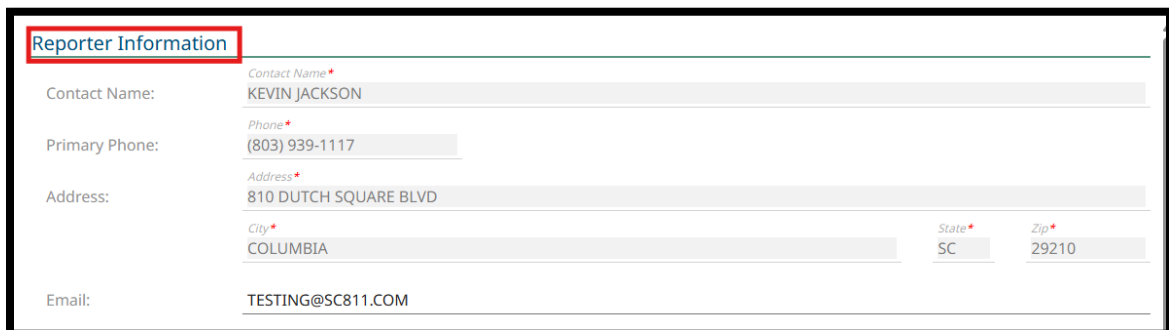 Reporter Information
Contact Name*
Contact Name: KEVIN JACKSON
Phone*
Primary Phone: (803) 939-1117
Address*
Address: 810 DUTCH SQUARE BLVD
City* State* Zip*
COLUMBIA SC 29210
Email: TESTING@SC811.COM